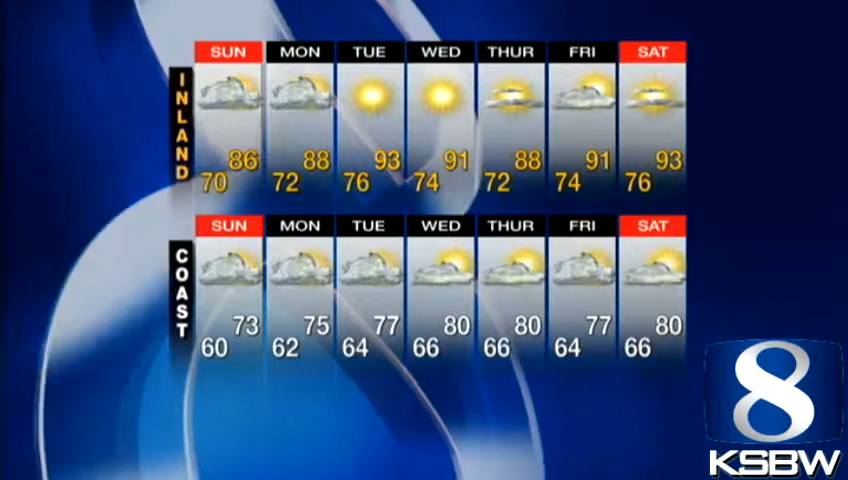 SUN MON TUE WED THUR FRI SAT
INLAND
86 88 93 91 88 91 93
70 72 76 74 72 74 76
SUN MON TUE WED THUR FRI SAT
COAST
73 75 77 80 80 77 80
60 62 64 66 66 64 66
8
KSBW